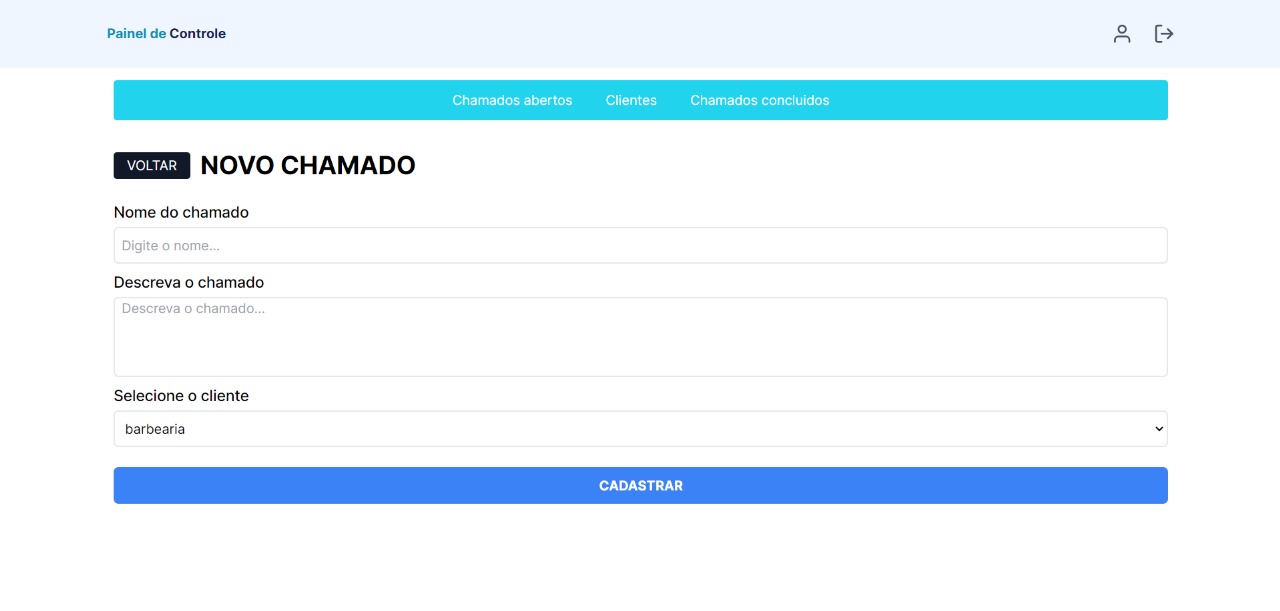 Painel de Controle
Chamados abertos Clientes Chamados concluidos
VOLTAR NOVO CHAMADO
Nome do chamado
Digite o nome...
Descreva o chamado
Descreva o chamado...
Selecione o cliente
barbearia
CADASTRAR